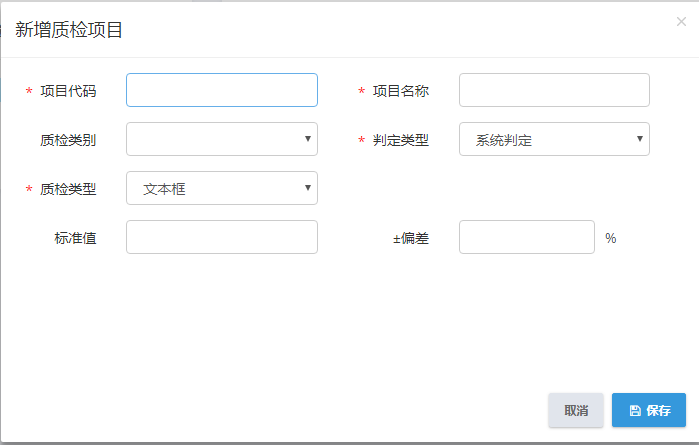 新增质检项目
×
* 项目代码
* 项目名称
质检类别
* 判定类型 系统判定
* 质检类型 文本框
标准值
±偏差 %
取消 保存